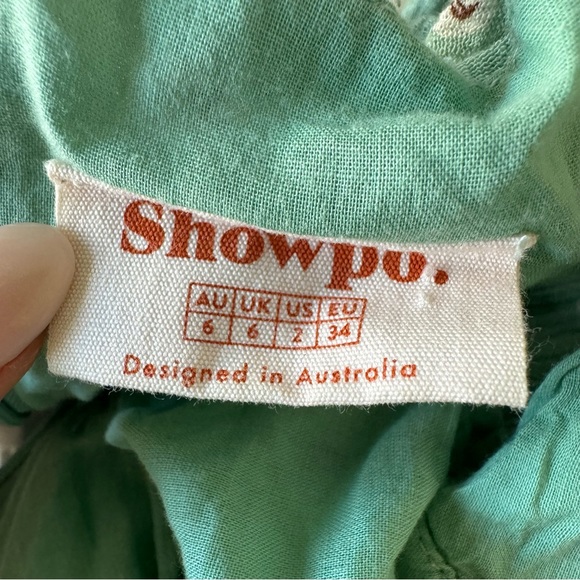 Showpo.
AU UK US EU
6 6 2 34
Designed in Australia